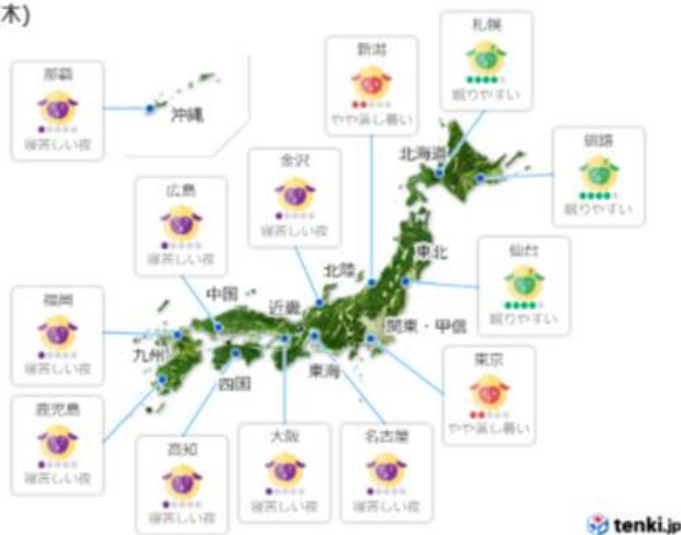 木)
札幌
眠りやすい
新潟
やや蒸し暑い
那覇
寝苦しい夜
沖縄
北海道
釧路
眠りやすい
金沢
寝苦しい夜
広島
寝苦しい夜
東北
仙台
眠りやすい
北陸
中国
近畿
福岡
寝苦しい夜
関東・甲信
九州
東海
四国
東京
やや蒸し暑い
鹿児島
寝苦しい夜
高知
寝苦しい夜
大阪
寝苦しい夜
名古屋
寝苦しい夜
tenki.jp